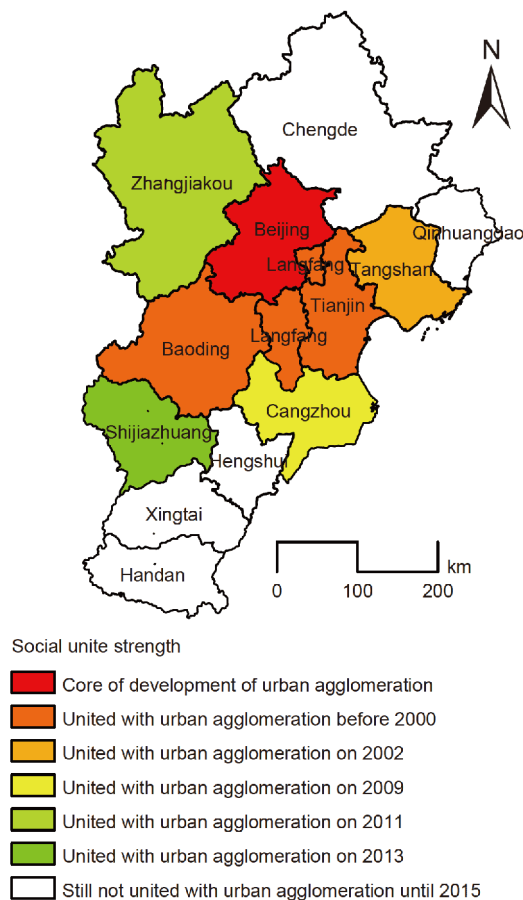 N
Chengde
Zhangjiakou
Beijing
Qinhuangdao
Langfang
Tangshan
Tianjin
Langfang
Baoding
Cangzhou
Shijiazhuang
Hengshui
Xingtai
Handan
km
0 100 200
Social unite strength
Core of development of urban agglomeration
United with urban agglomeration before 2000
United with urban agglomeration on 2002
United with urban agglomeration on 2009
United with urban agglomeration on 2011
United with urban agglomeration on 2013
Still not united with urban agglomeration until 2015